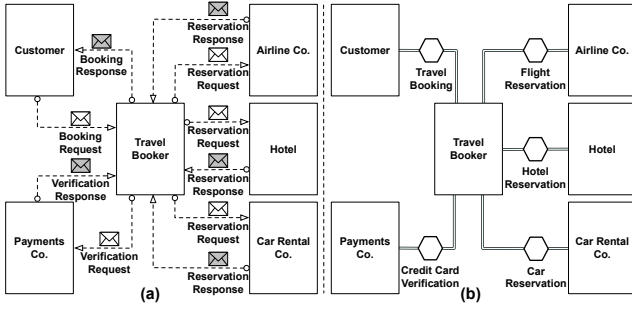 Customer
Booking
Response
Booking
Request
Verification
Response
Payments
Co.
Verification
Request
Travel
Booker
Reservation
Response
Reservation
Request
Airline Co.
Reservation
Request
Reservation
Response
Hotel
Reservation
Request
Reservation
Response
Car Rental
Co.
(a)
Customer
Travel
Booking
Flight
Reservation
Airline Co.
Travel
Booker
Hotel
Reservation
Hotel
Payments
Co.
Credit Card
Verification
Car
Reservation
Car Rental
Co.
(b)